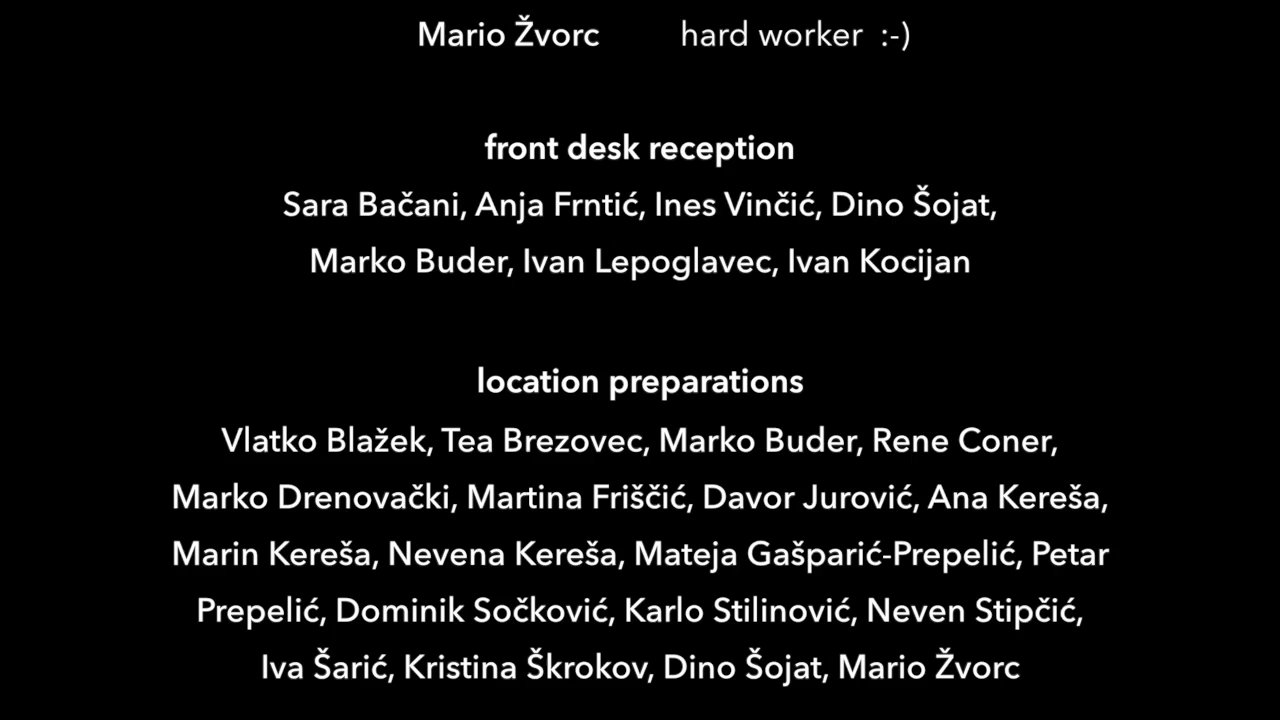 Mario Žvorc hard worker :-)
front desk reception
Sara Bačani, Anja Frntić, Ines Vinčić, Dino Šojat,
Marko Buder, Ivan Lepoglavec, Ivan Kocijan
location preparations
Vlatko Blažek, Tea Brezovec, Marko Buder, Rene Coner,
Marko Drenovački, Martina Friščić, Davor Jurović, Ana Kereša,
Marin Kereša, Nevena Kereša, Mateja Gašparić-Prepelić, Petar
Prepelić, Dominik Sočković, Karlo Stilinović, Neven Stipčić,
Iva Šarić, Kristina Škrokov, Dino Šojat, Mario Žvorc